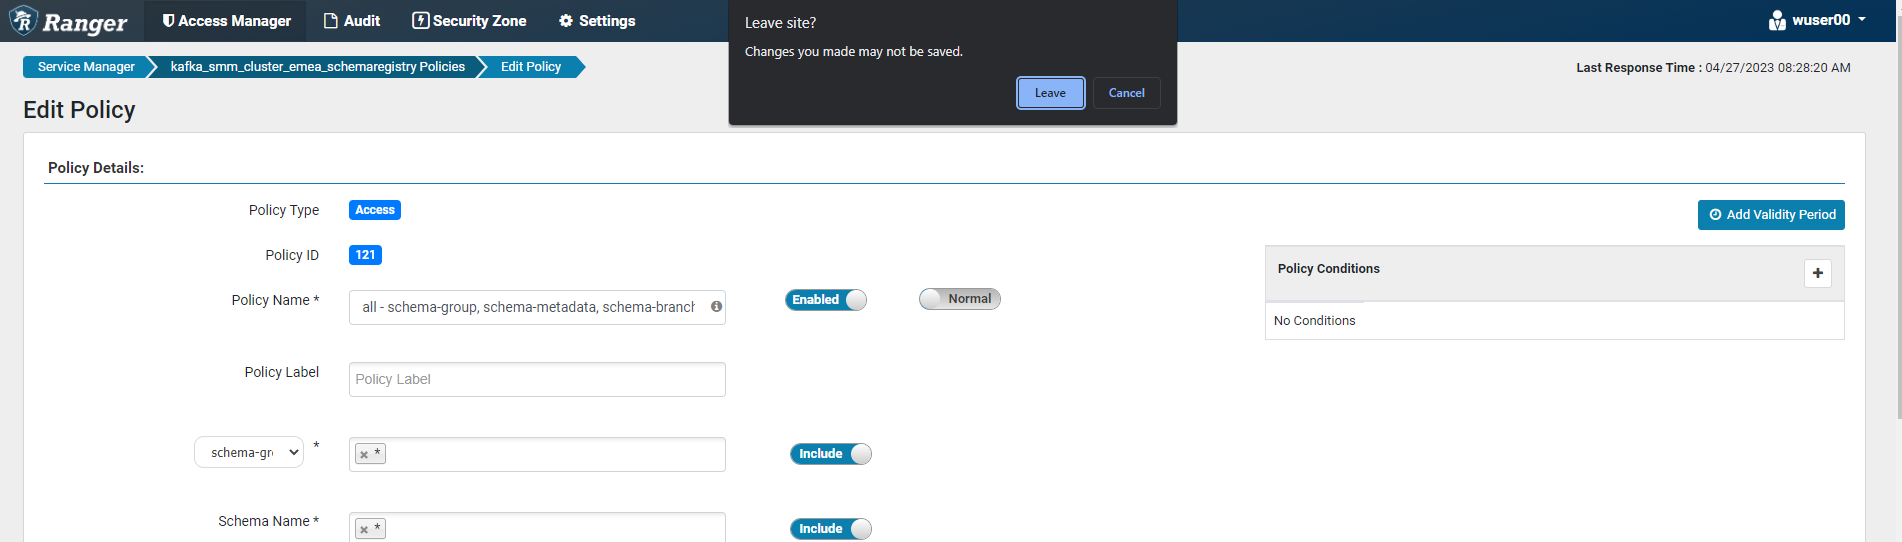 Ranger Access Manager Audit Security Zone Settings wuser00
Leave site?
Changes you made may not be saved.
Leave Cancel
Service Manager kafka_smm_cluster_emea_schemaregistry Policies Edit Policy
Last Response Time : 04/27/2023 08:28:20 AM
Edit Policy
Policy Details:
Policy Type Access
Add Validity Period
Policy ID 121
Policy Conditions +
Policy Name * all - schema-group, schema-metadata, schema-branch Enabled Normal
No Conditions
Policy Label Policy Label
schema-gr * × * Include
Schema Name * × * Include